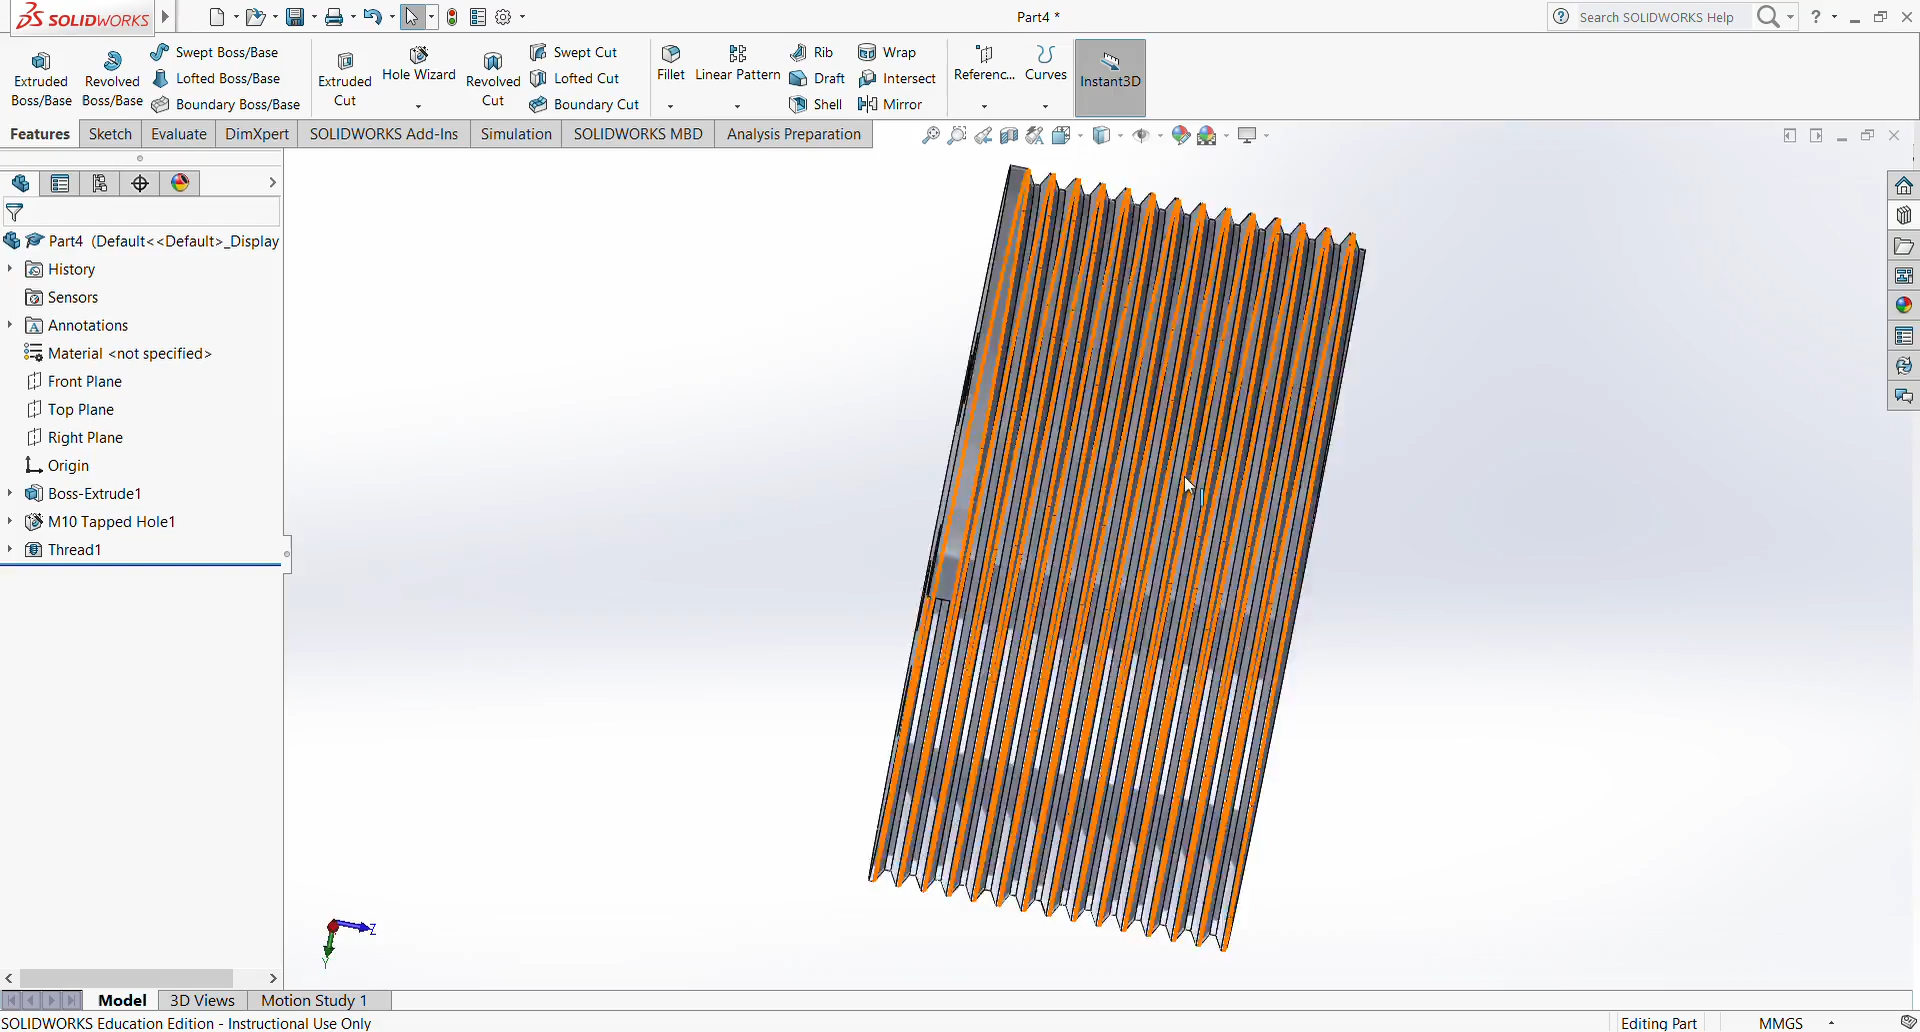 SOLIDWORKS
Part4 *
Search SOLIDWORKS Help
Extruded Boss/Base
Revolved Boss/Base
Swept Boss/Base
Lofted Boss/Base
Boundary Boss/Base
Extruded Cut
Hole Wizard
Revolved Cut
Swept Cut
Lofted Cut
Boundary Cut
Fillet
Linear Pattern
Rib
Draft
Shell
Wrap
Intersect
Mirror
Referenc...
Curves
Instant3D
Features
Sketch
Evaluate
DimXpert
SOLIDWORKS Add-Ins
Simulation
SOLIDWORKS MBD
Analysis Preparation
Part4 (Default<<Default>_Display
History
Sensors
Annotations
Material <not specified>
Front Plane
Top Plane
Right Plane
Origin
Boss-Extrude1
M10 Tapped Hole1
Thread1
Z
Y
Model
3D Views
Motion Study 1
SOLIDWORKS Education Edition - Instructional Use Only
Editing Part
MMGS